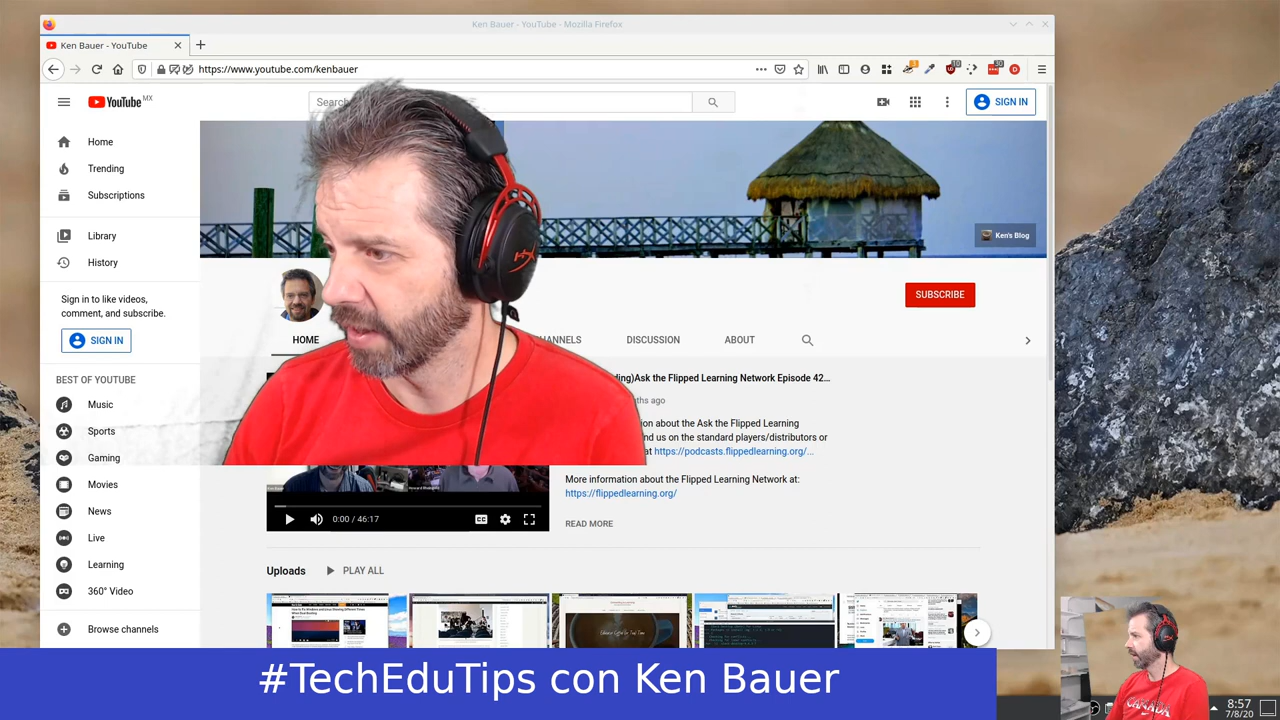 Ken Bauer - YouTube - Mozilla Firefox
Ken Bauer - YouTube
https://www.youtube.com/kenbauer
YouTube MX
Search
SIGN IN
Home
Trending
Subscriptions
Library
History
Sign in to like videos,
comment, and subscribe.
SIGN IN
BEST OF YOUTUBE
Music
Sports
Gaming
Movies
News
Live
Learning
360° Video
Browse channels
Ken's Blog
SUBSCRIBE
HOME
HANNELS
DISCUSSION
ABOUT
ding)Ask the Flipped Learning Network Episode 42...
ths ago
ion about the Ask the Flipped Learning
nd us on the standard players/distributors or
at https://podcasts.flippedlearning.org/...
More information about the Flipped Learning Network at:
https://flippedlearning.org/
READ MORE
0:00 / 46:17
Uploads
PLAY ALL
#TechEduTips con Ken Bauer
CANADA
8:57
7/8/20